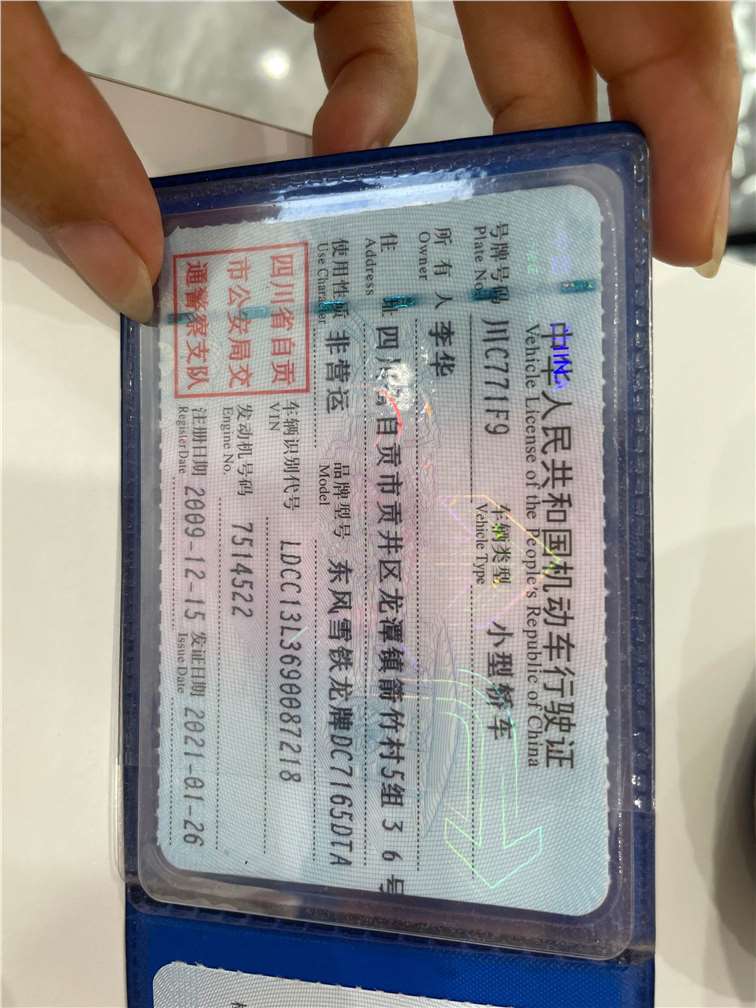 中华人民共和国机动车行驶证
Vehicle License of the People's Republic of China
号牌号码 川C771F9 车辆类型 小型轿车
Plate No. Vehicle Type
所有人 李华
Owner
住址 四川省自贡市贡井区龙潭镇箭竹村5组36号
Address
使用性质 非营运 品牌型号 东风雪铁龙牌DC7165DTA
Use Character Model
四川省自贡市公安局交通警察支队
车辆识别代号 LDCC13L3690087218
VIN
发动机号码 7514522
Engine No.
注册日期 2009-12-15 发证日期 2021-01-26
Register Date Issue Date